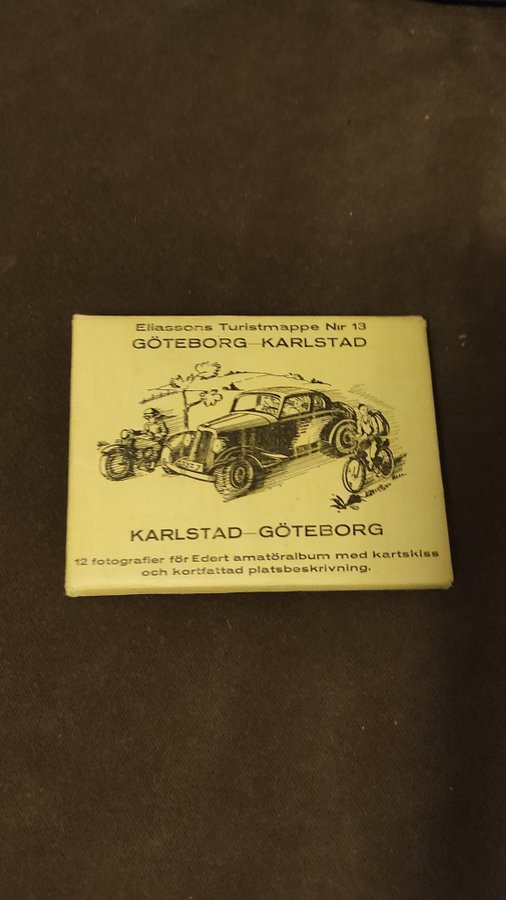 Eliassons Turistmappe Nr 13
GÖTEBORG–KARLSTAD
KARLSTAD–GÖTEBORG
12 fotografier för Edert amatöralbum med kartskiss
och kortfattad platsbeskrivning.